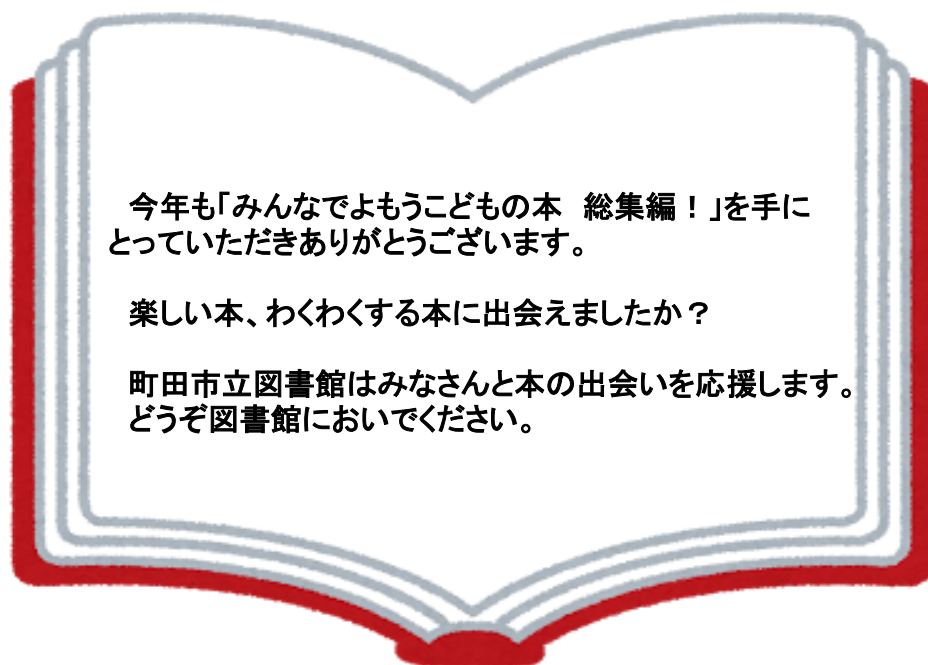 今年も「みんなでよもうこどもの本　総集編！」を手に
とっていただきありがとうございます。
楽しい本、わくわくする本に出会えましたか？
町田市立図書館はみなさんと本の出会いを応援します。
どうぞ図書館においでください。